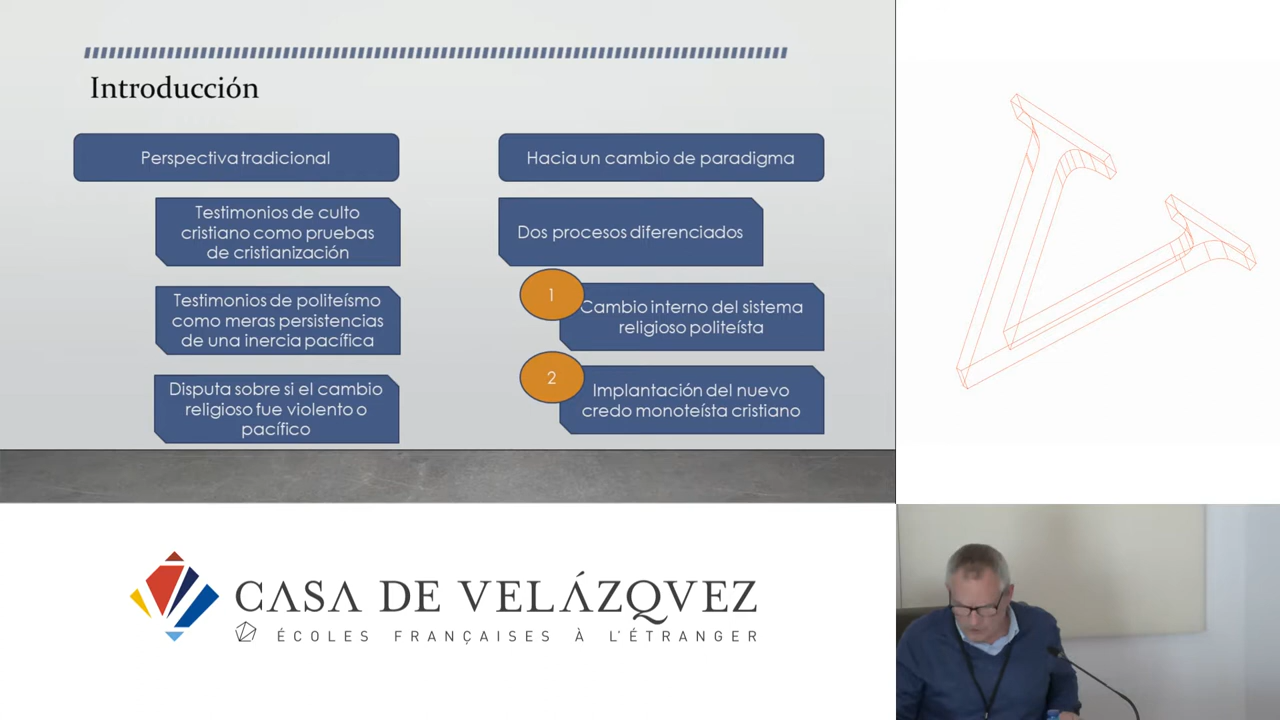 Introducción
Perspectiva tradicional
Testimonios de culto
cristiano como pruebas
de cristianización
Testimonios de politeísmo
como meras persistencias
de una inercia pacífica
Disputa sobre si el cambio
religioso fue violento o
pacífico
Hacia un cambio de paradigma
Dos procesos diferenciados
1
Cambio interno del sistema
religioso politeísta
2
Implantación del nuevo
credo monoteísta cristiano
CASA DE VELÁZQVEZ
ÉCOLES FRANÇAISES À L'ÉTRANGER